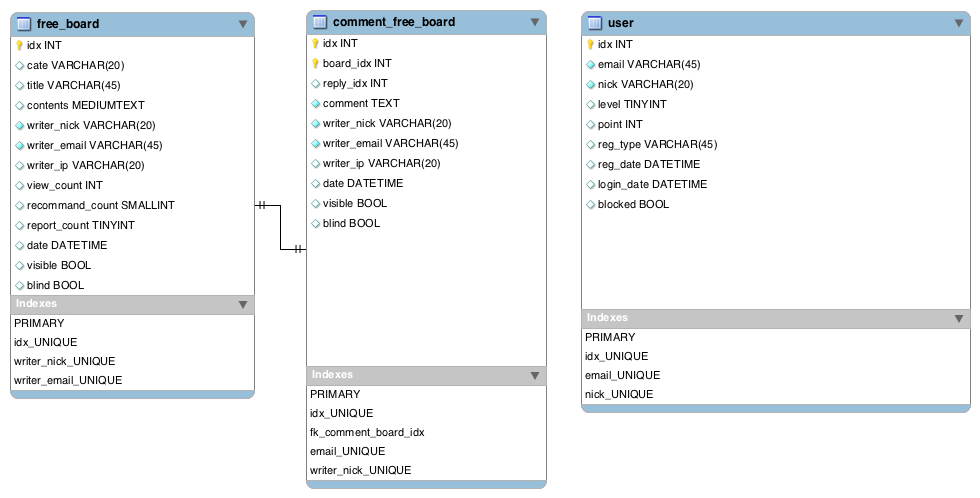 free_board
idx INT
cate VARCHAR(20)
title VARCHAR(45)
contents MEDIUMTEXT
writer_nick VARCHAR(20)
writer_email VARCHAR(45)
writer_ip VARCHAR(20)
view_count INT
recommand_count SMALLINT
report_count TINYINT
date DATETIME
visible BOOL
blind BOOL
Indexes
PRIMARY
idx_UNIQUE
writer_nick_UNIQUE
writer_email_UNIQUE
comment_free_board
idx INT
board_idx INT
reply_idx INT
comment TEXT
writer_nick VARCHAR(20)
writer_email VARCHAR(45)
writer_ip VARCHAR(20)
date DATETIME
visible BOOL
blind BOOL
Indexes
PRIMARY
idx_UNIQUE
fk_comment_board_idx
email_UNIQUE
writer_nick_UNIQUE
user
idx INT
email VARCHAR(45)
nick VARCHAR(20)
level TINYINT
point INT
reg_type VARCHAR(45)
reg_date DATETIME
login_date DATETIME
blocked BOOL
Indexes
PRIMARY
idx_UNIQUE
email_UNIQUE
nick_UNIQUE